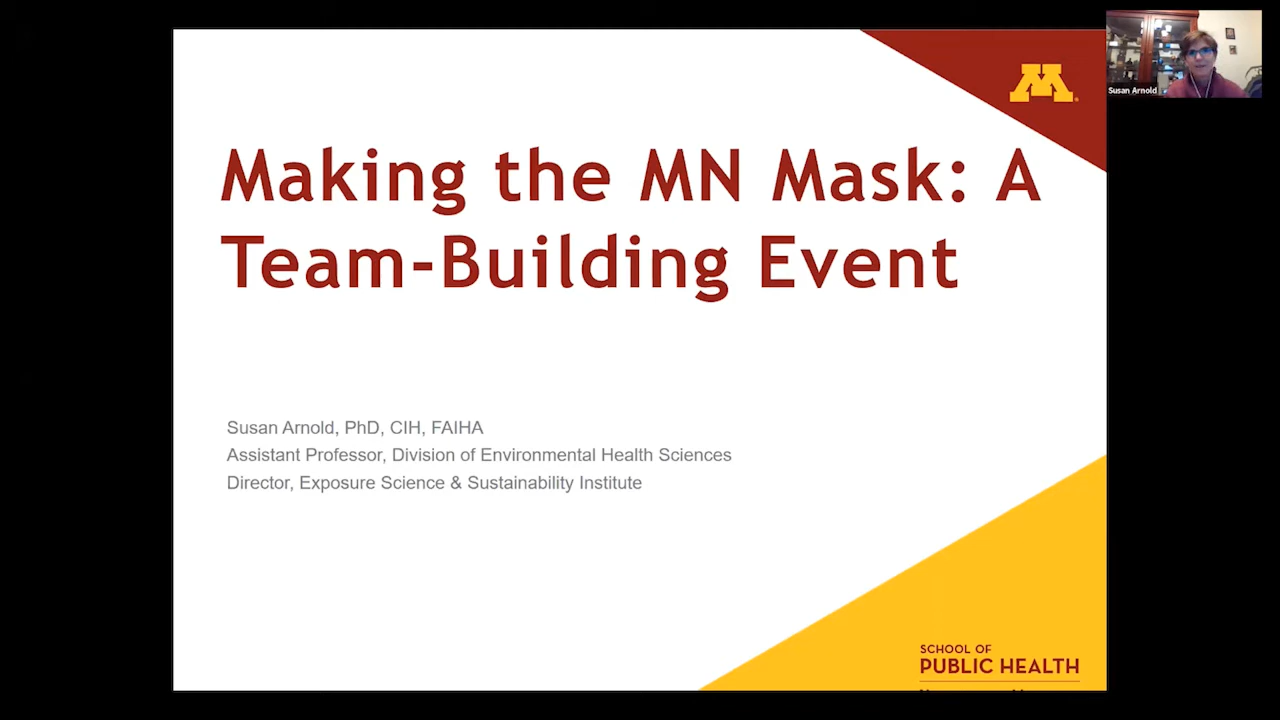 Making the MN Mask: A
Team-Building Event
Susan Arnold, PhD, CIH, FAIHA
Assistant Professor, Division of Environmental Health Sciences
Director, Exposure Science & Sustainability Institute
M
SCHOOL OF
PUBLIC HEALTH
Susan Arnold